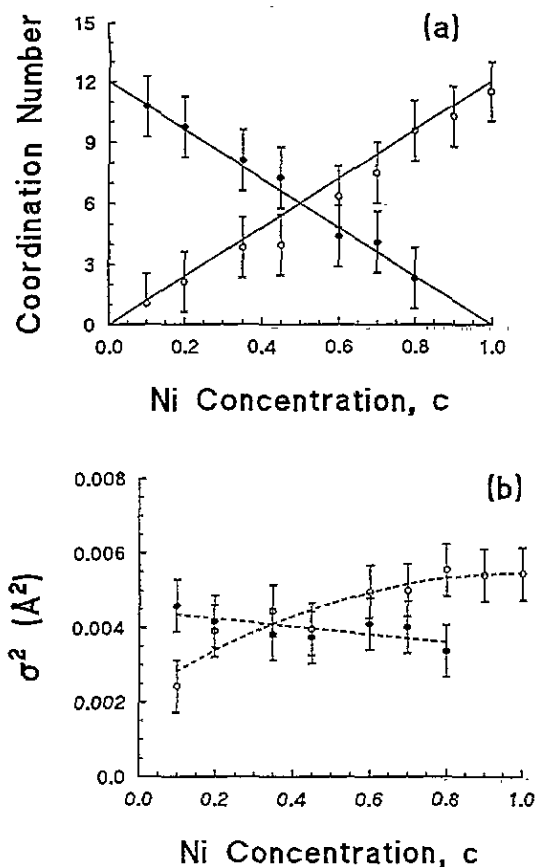 (a)
Coordination Number
15
12
9
6
3
0
0.0 0.2 0.4 0.6 0.8 1.0
Ni Concentration, c
(b)
σ² (Å²)
0.008
0.006
0.004
0.002
0.0
0.0 0.2 0.4 0.6 0.8 1.0
Ni Concentration, c